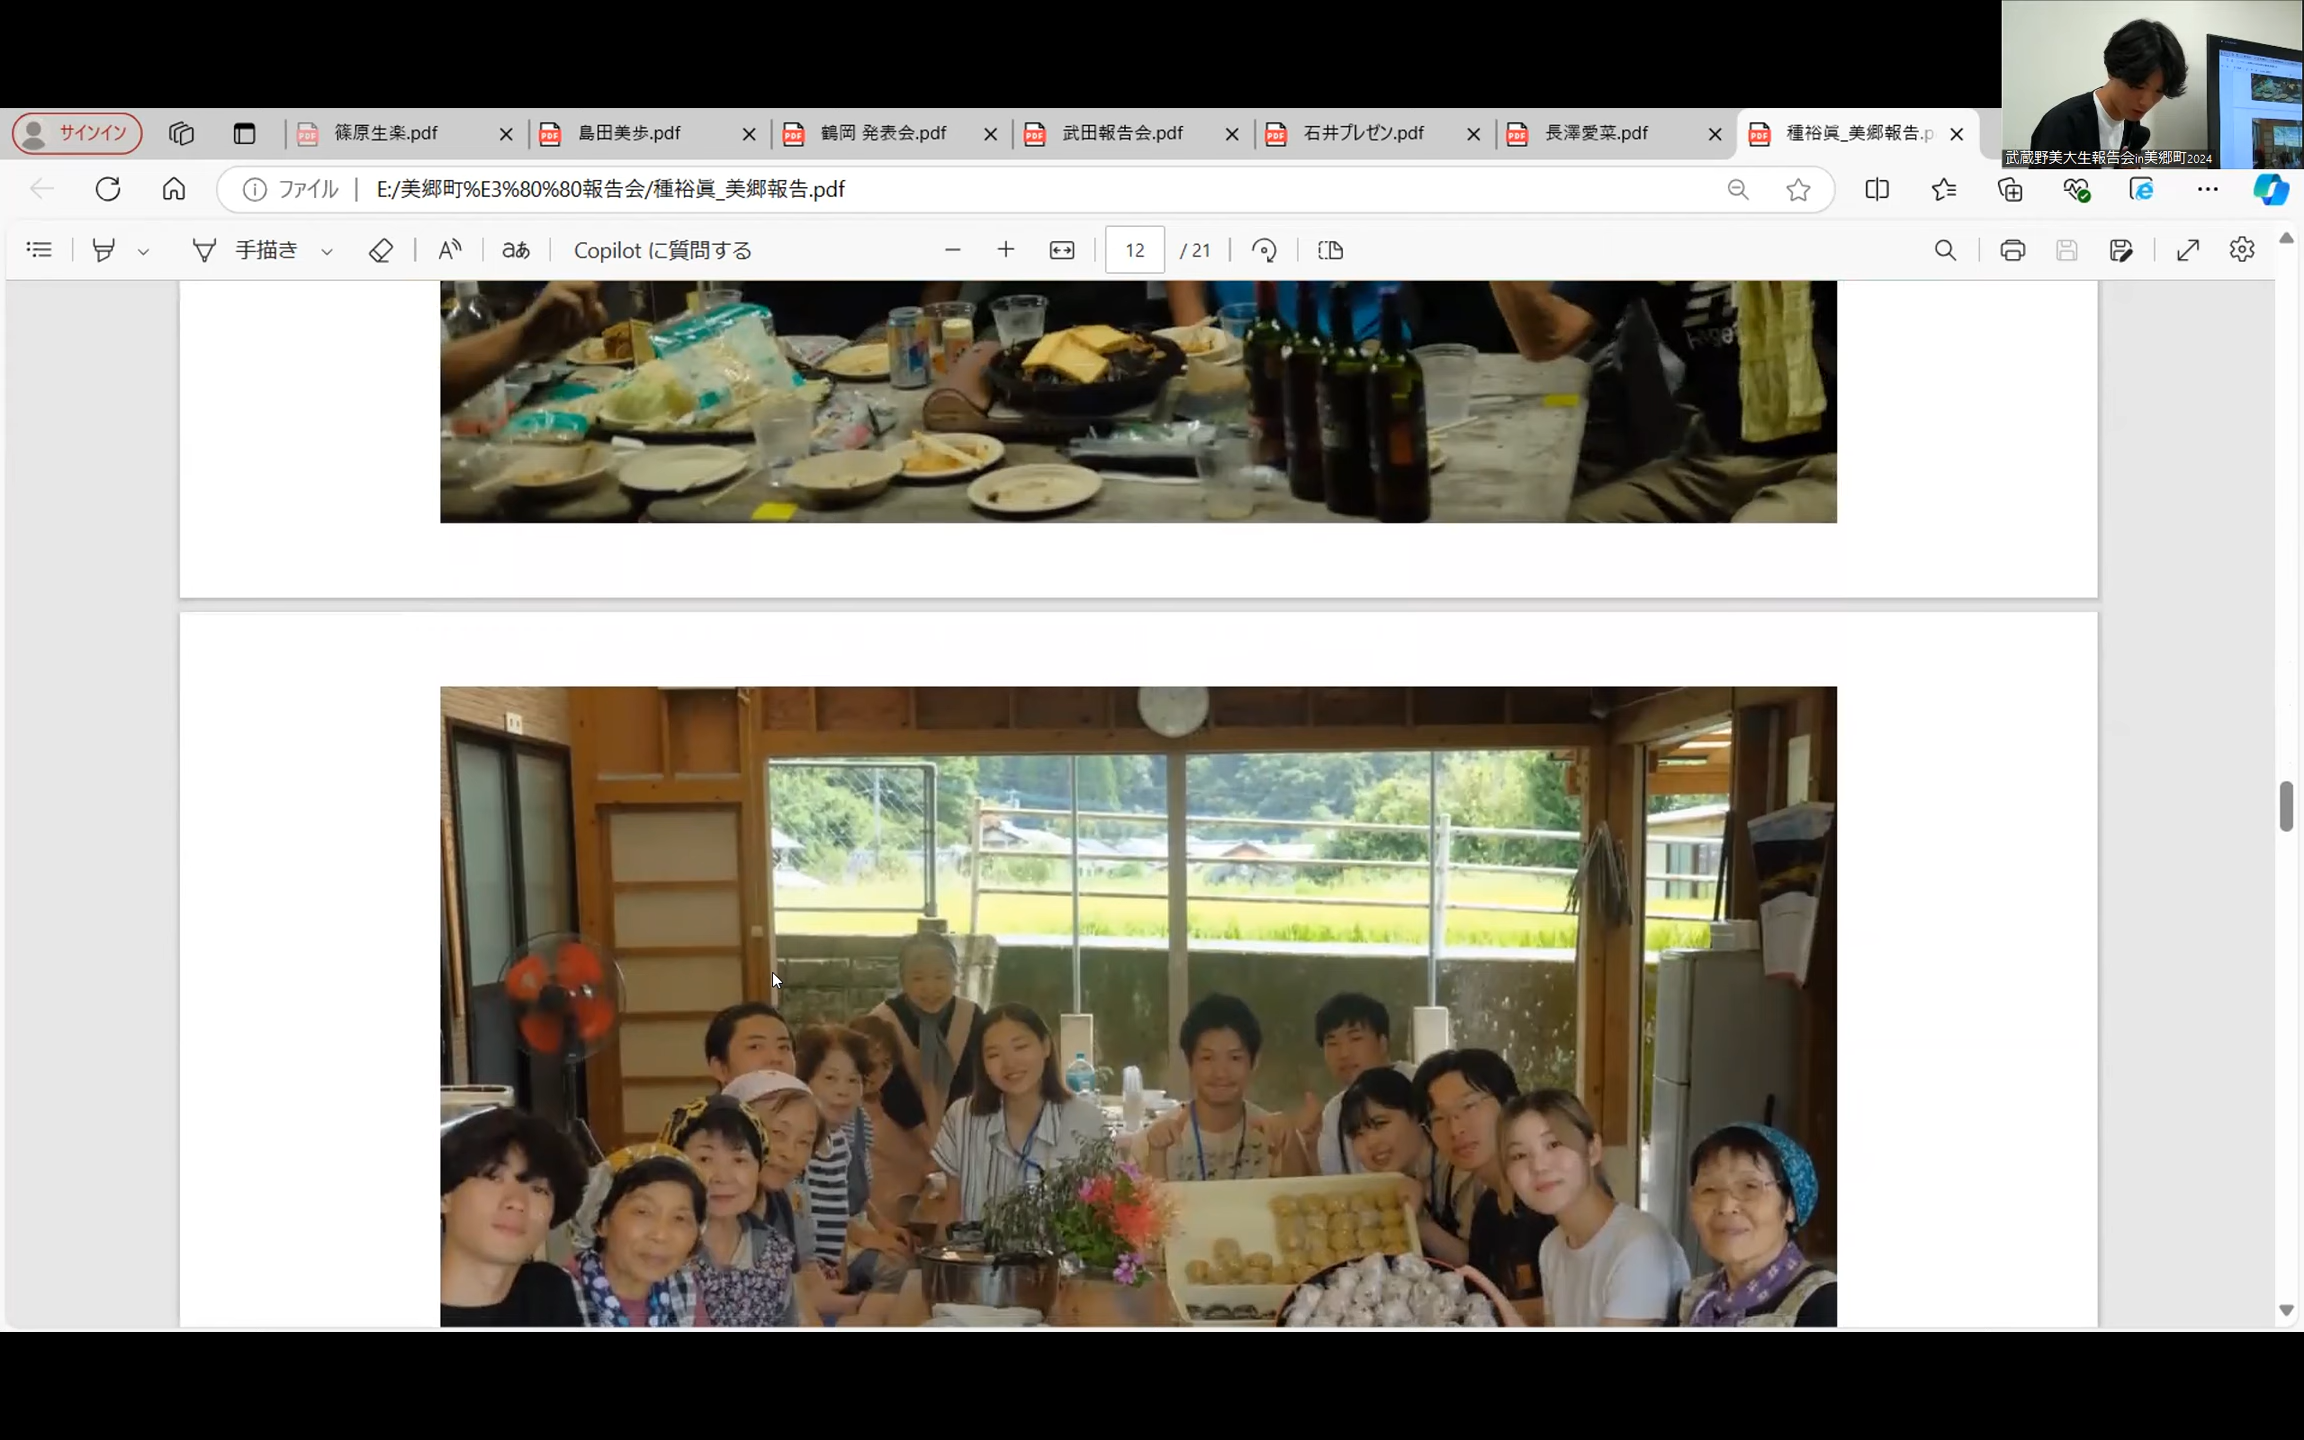 サインイン
篠原生楽.pdf
島田美歩.pdf
鶴岡 発表会.pdf
武田報告会.pdf
石井プレゼン.pdf
長澤愛菜.pdf
種裕眞_美郷報告.p
武蔵野美大生報告会in美郷町2024
ファイル
E:/美郷町%E3%80%80報告会/種裕眞_美郷報告.pdf
手描き
aあ
Copilot に質問する
12 / 21